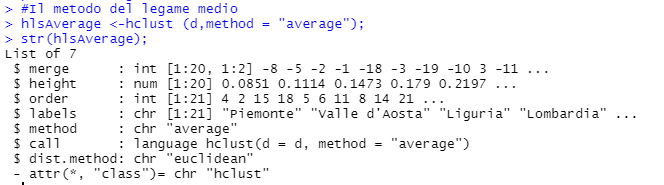 > #Il metodo del legame medio
> hlsAverage <-hclust (d,method = "average");
> str(hlsAverage);
List of 7
 $ merge      : int [1:20, 1:2] -8 -5 -2 -1 -18 -3 -19 -10 3 -11 ...
 $ height     : num [1:20] 0.0851 0.1114 0.1473 0.179 0.2197 ...
 $ order      : int [1:21] 4 2 15 18 5 6 11 8 14 21 ...
 $ labels     : chr [1:21] "Piemonte" "Valle d'Aosta" "Liguria" "Lombardia" ...
 $ method     : chr "average"
 $ call       : language hclust(d = d, method = "average")
 $ dist.method: chr "euclidean"
 - attr(*, "class")= chr "hclust"